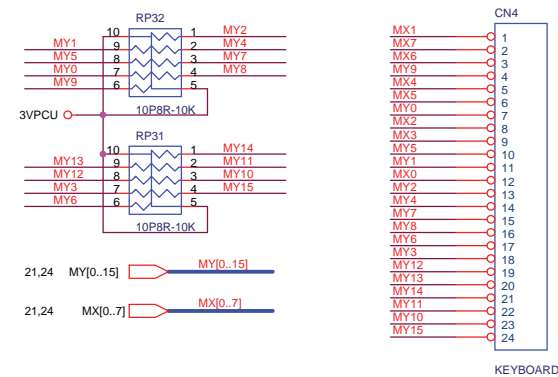 RP32
10 1 MY2
MY1 9 2 MY4
MY5 8 3 MY7
MY0 7 4 MY8
MY9 6 5
3VPCU 10P8R-10K
RP31
10 1 MY14
MY13 9 2 MY11
MY12 8 3 MY10
MY3 7 4 MY15
MY6 6 5
10P8R-10K
21,24 MY[0..15] MY[0..15]
21,24 MX[0..7] MX[0..7]
CN4
MX1 1
MX7 2
MX6 3
MY9 4
MX4 5
MX5 6
MY0 7
MX2 8
MX3 9
MY5 10
MY1 11
MX0 12
MY2 13
MY4 14
MY7 15
MY8 16
MY6 17
MY3 18
MY12 19
MY13 20
MY14 21
MY11 22
MY10 23
MY15 24
KEYBOARD